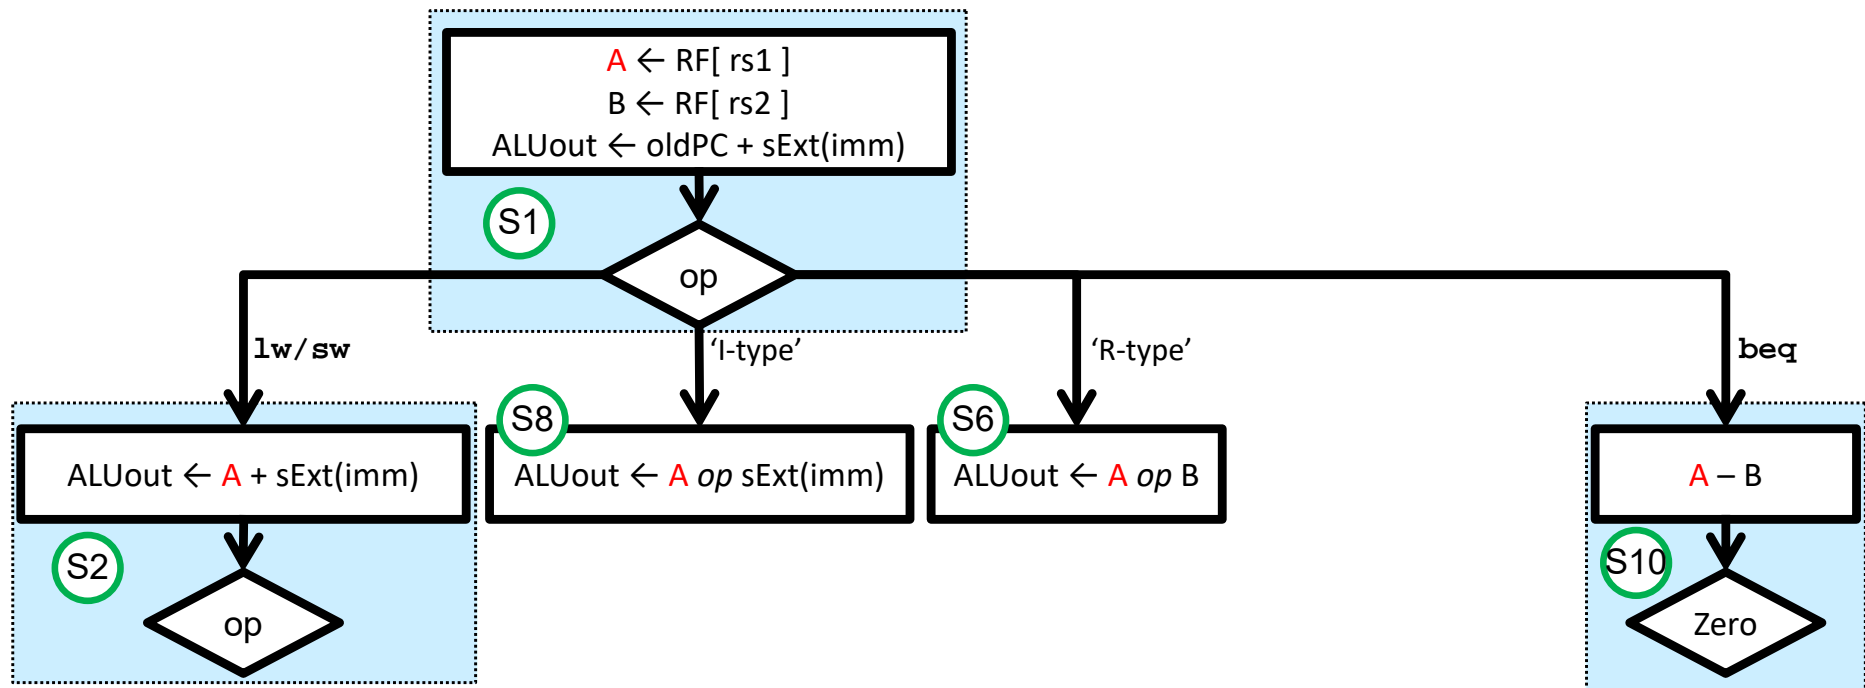 A ← RF[ rs1 ]
B ← RF[ rs2 ]
ALUout ← oldPC + sExt(imm)
S1
op
lw/sw
‘I-type’
‘R-type’
beq
S8
S6
ALUout ← A + sExt(imm)
ALUout ← A op sExt(imm)
ALUout ← A op B
A – B
S2
S10
op
Zero